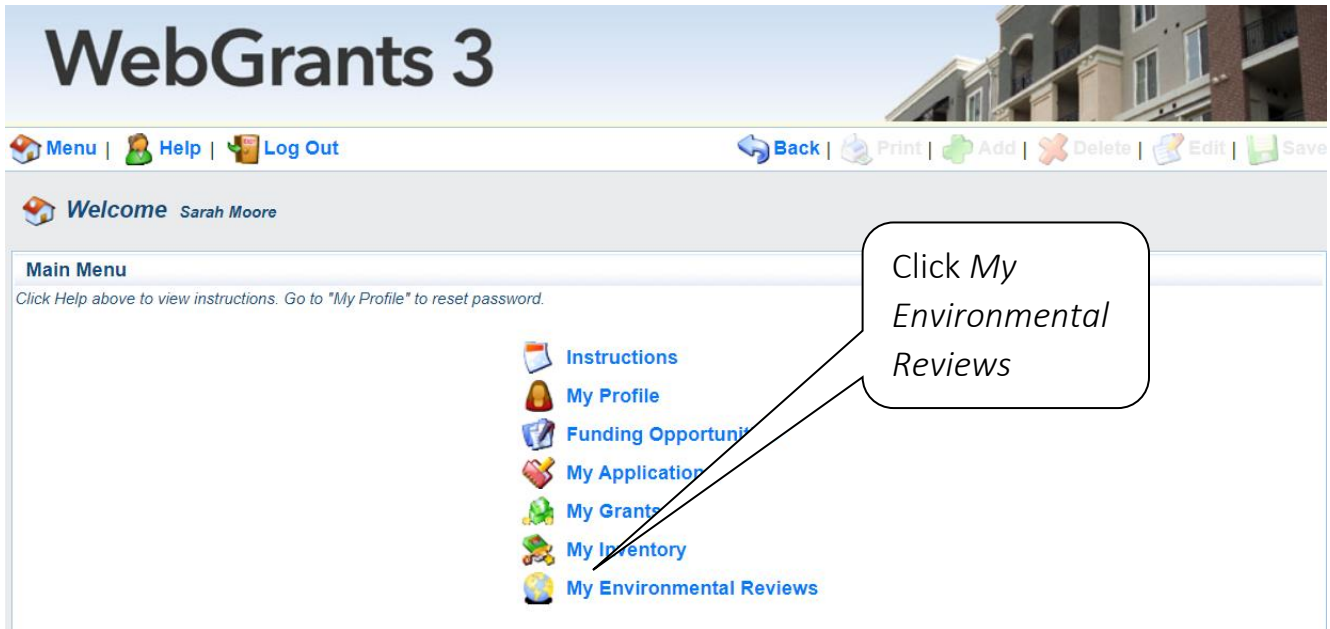 WebGrants 3
Menu | Help | Log Out
Back | Print | Add | Delete | Edit | Save
Welcome Sarah Moore
Main Menu
Click Help above to view instructions. Go to "My Profile" to reset password.
Click My
Environmental
Reviews
Instructions
My Profile
Funding Opportunit
My Application
My Grants
My Inventory
My Environmental Reviews